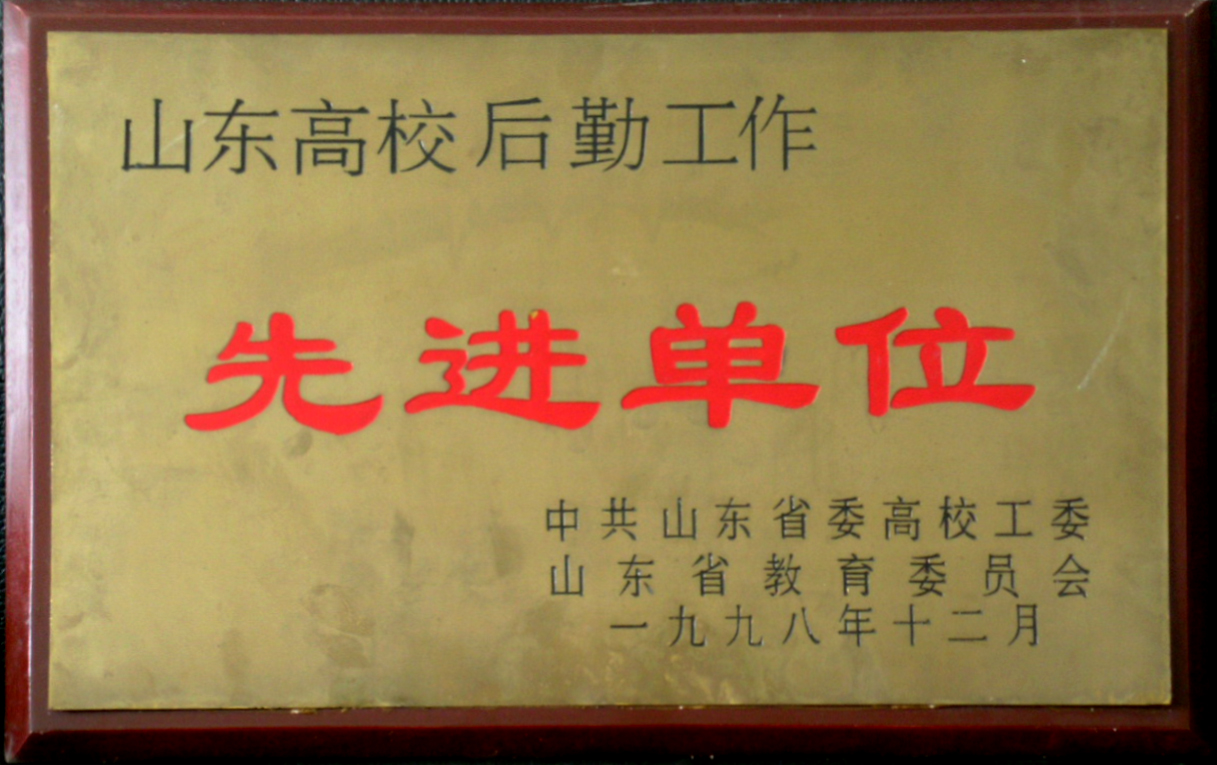 山东高校后勤工作
先进单位
中共山东省委高校工委
山东省教育委员会
一九九八年十二月